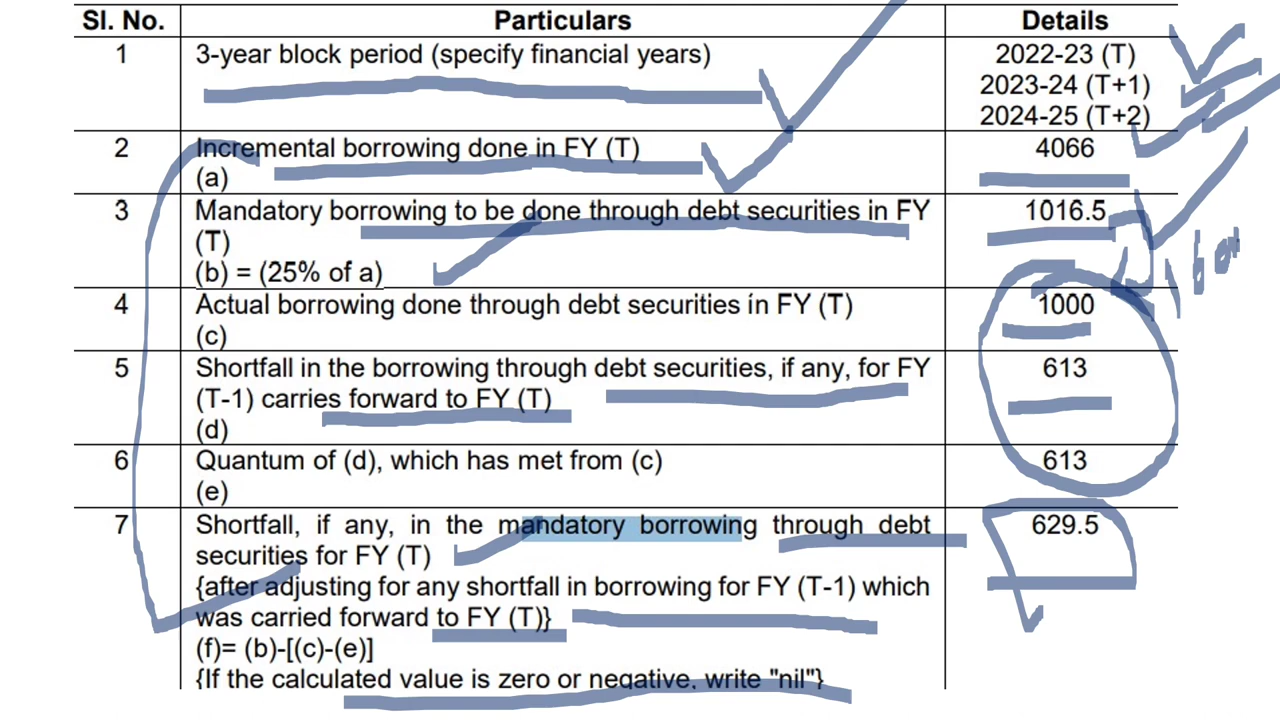 Sl. No. Particulars Details
1 3-year block period (specify financial years) 2022-23 (T)
2023-24 (T+1)
2024-25 (T+2)
2 Incremental borrowing done in FY (T) 4066
(a)
3 Mandatory borrowing to be done through debt securities in FY 1016.5
(T)
(b) = (25% of a)
4 Actual borrowing done through debt securities in FY (T) 1000
(c)
5 Shortfall in the borrowing through debt securities, if any, for FY 613
(T-1) carries forward to FY (T)
(d)
6 Quantum of (d), which has met from (c) 613
(e)
7 Shortfall, if any, in the mandatory borrowing through debt 629.5
securities for FY (T)
{after adjusting for any shortfall in borrowing for FY (T-1) which
was carried forward to FY (T)}
(f)= (b)-[(c)-(e)]
{If the calculated value is zero or negative, write "nil"}